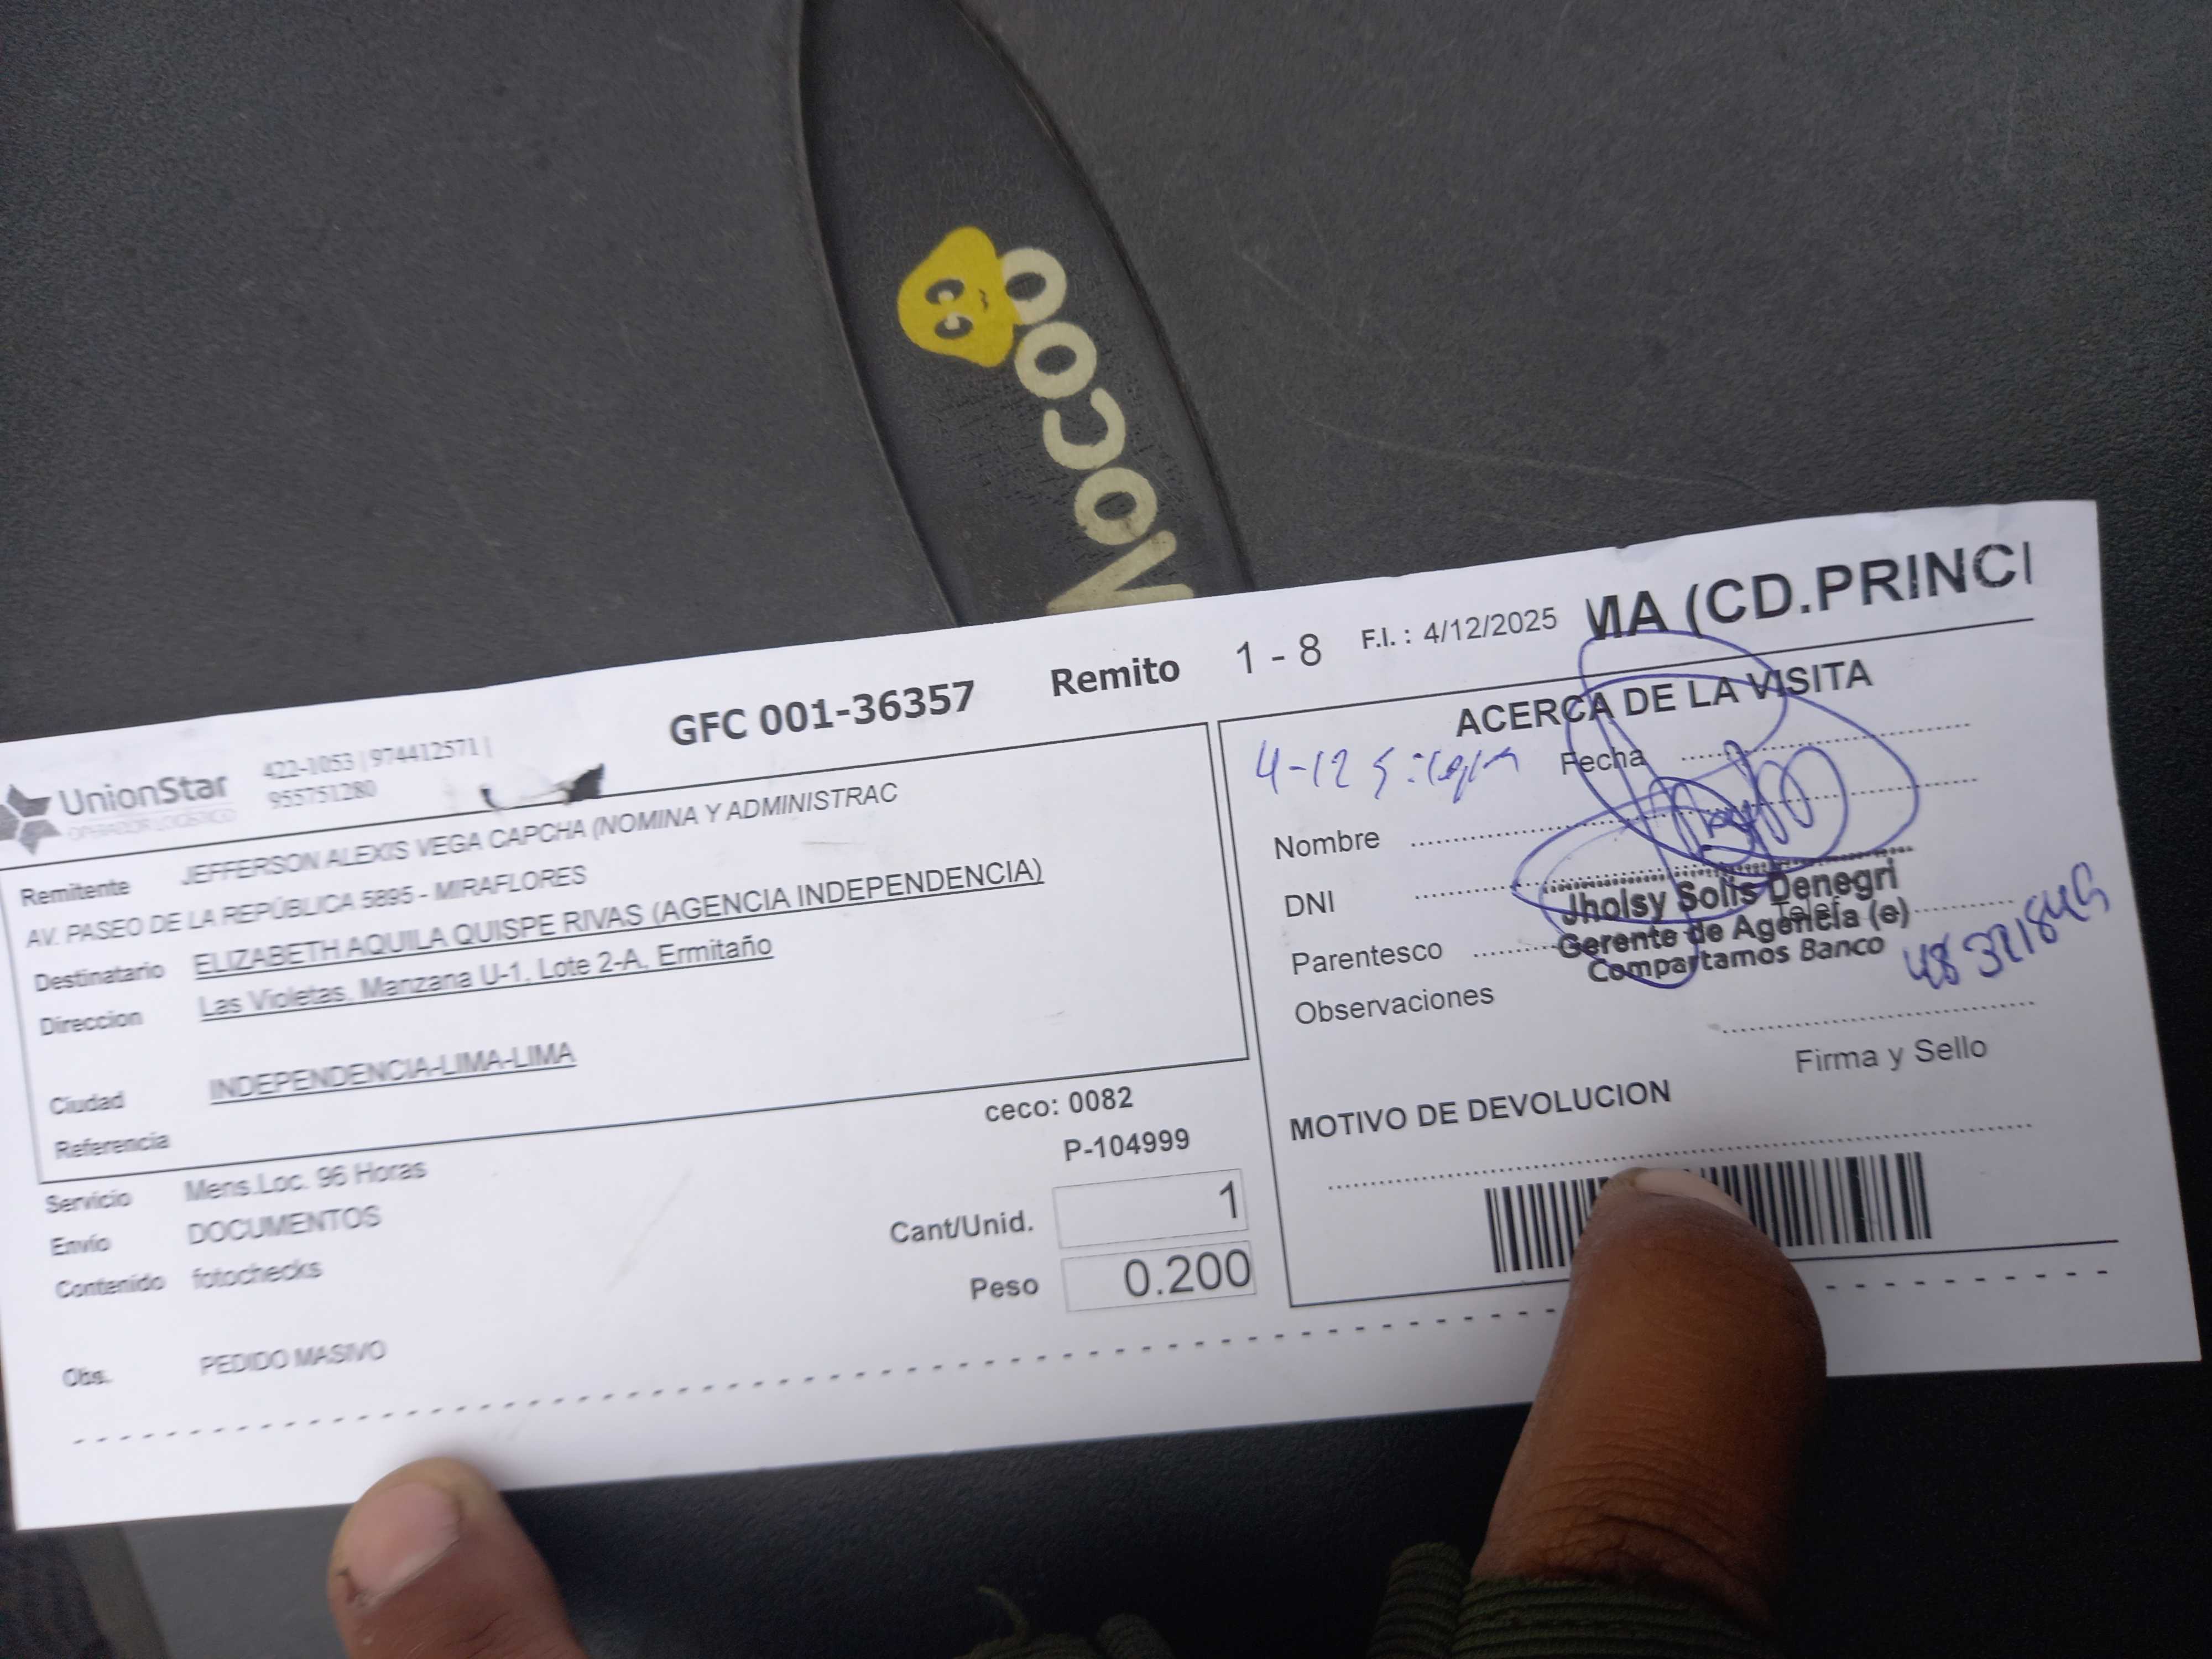 Nocoo
GFC 001-36357 Remito 1 - 8 F.I. : 4/12/2025 MA (CD.PRINCI
UnionStar
OPERADOR LOGISTICO
422-1053 | 974412571 |
955751280
Remitente JEFFERSON ALEXIS VEGA CAPCHA (NOMINA Y ADMINISTRAC
AV. PASEO DE LA REPÚBLICA 5895 - MIRAFLORES
Destinatario ELIZABETH AQUILA QUISPE RIVAS (AGENCIA INDEPENDENCIA)
Direccion Las Violetas, Manzana U-1, Lote 2-A, Ermitaño
Ciudad INDEPENDENCIA-LIMA-LIMA
Referencia
ceco: 0082
P-104999
Servicio Mens.Loc. 96 Horas
Envío DOCUMENTOS
Contenido fotochecks
Cant/Unid. 1
Peso 0.200
Obs. PEDIDO MASIVO
ACERCA DE LA VISITA
4-12 Fecha
Nombre
DNI
Jholsy Solis Denegri
Telef
Parentesco
Gerente de Agencia (e)
Compartamos Banco
Observaciones
Firma y Sello
MOTIVO DE DEVOLUCION